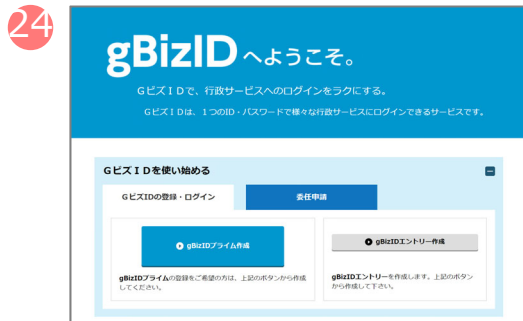 24
gBizID へようこそ。
GビズIDで、行政サービスへのログインをラクにする。
GビズIDは、1つのID・パスワードで様々な行政サービスにログインできるサービスです。
GビズIDを使い始める
GビズIDの登録・ログイン
委任申請
gBizIDプライム作成
gBizIDエントリー作成
gBizIDプライムの登録をご希望の方は、上記のボタンから作成
してください。
gBizIDエントリーを作成します。上記のボタン
から作成して下さい。